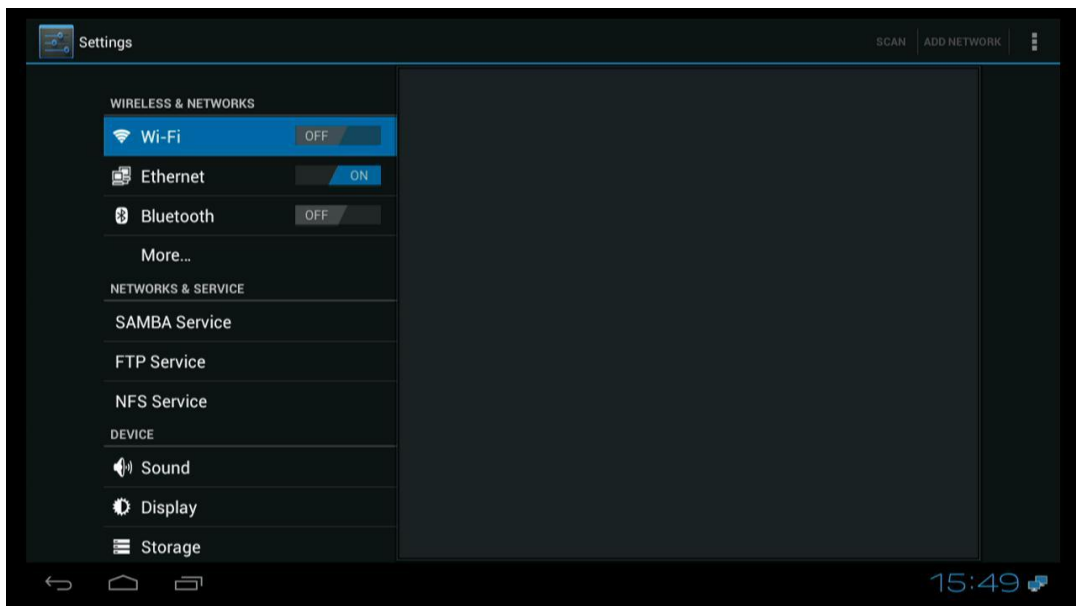 Settings
SCAN ADD NETWORK
WIRELESS & NETWORKS
Wi-Fi OFF
Ethernet ON
Bluetooth OFF
More...
NETWORKS & SERVICE
SAMBA Service
FTP Service
NFS Service
DEVICE
Sound
Display
Storage
15:49